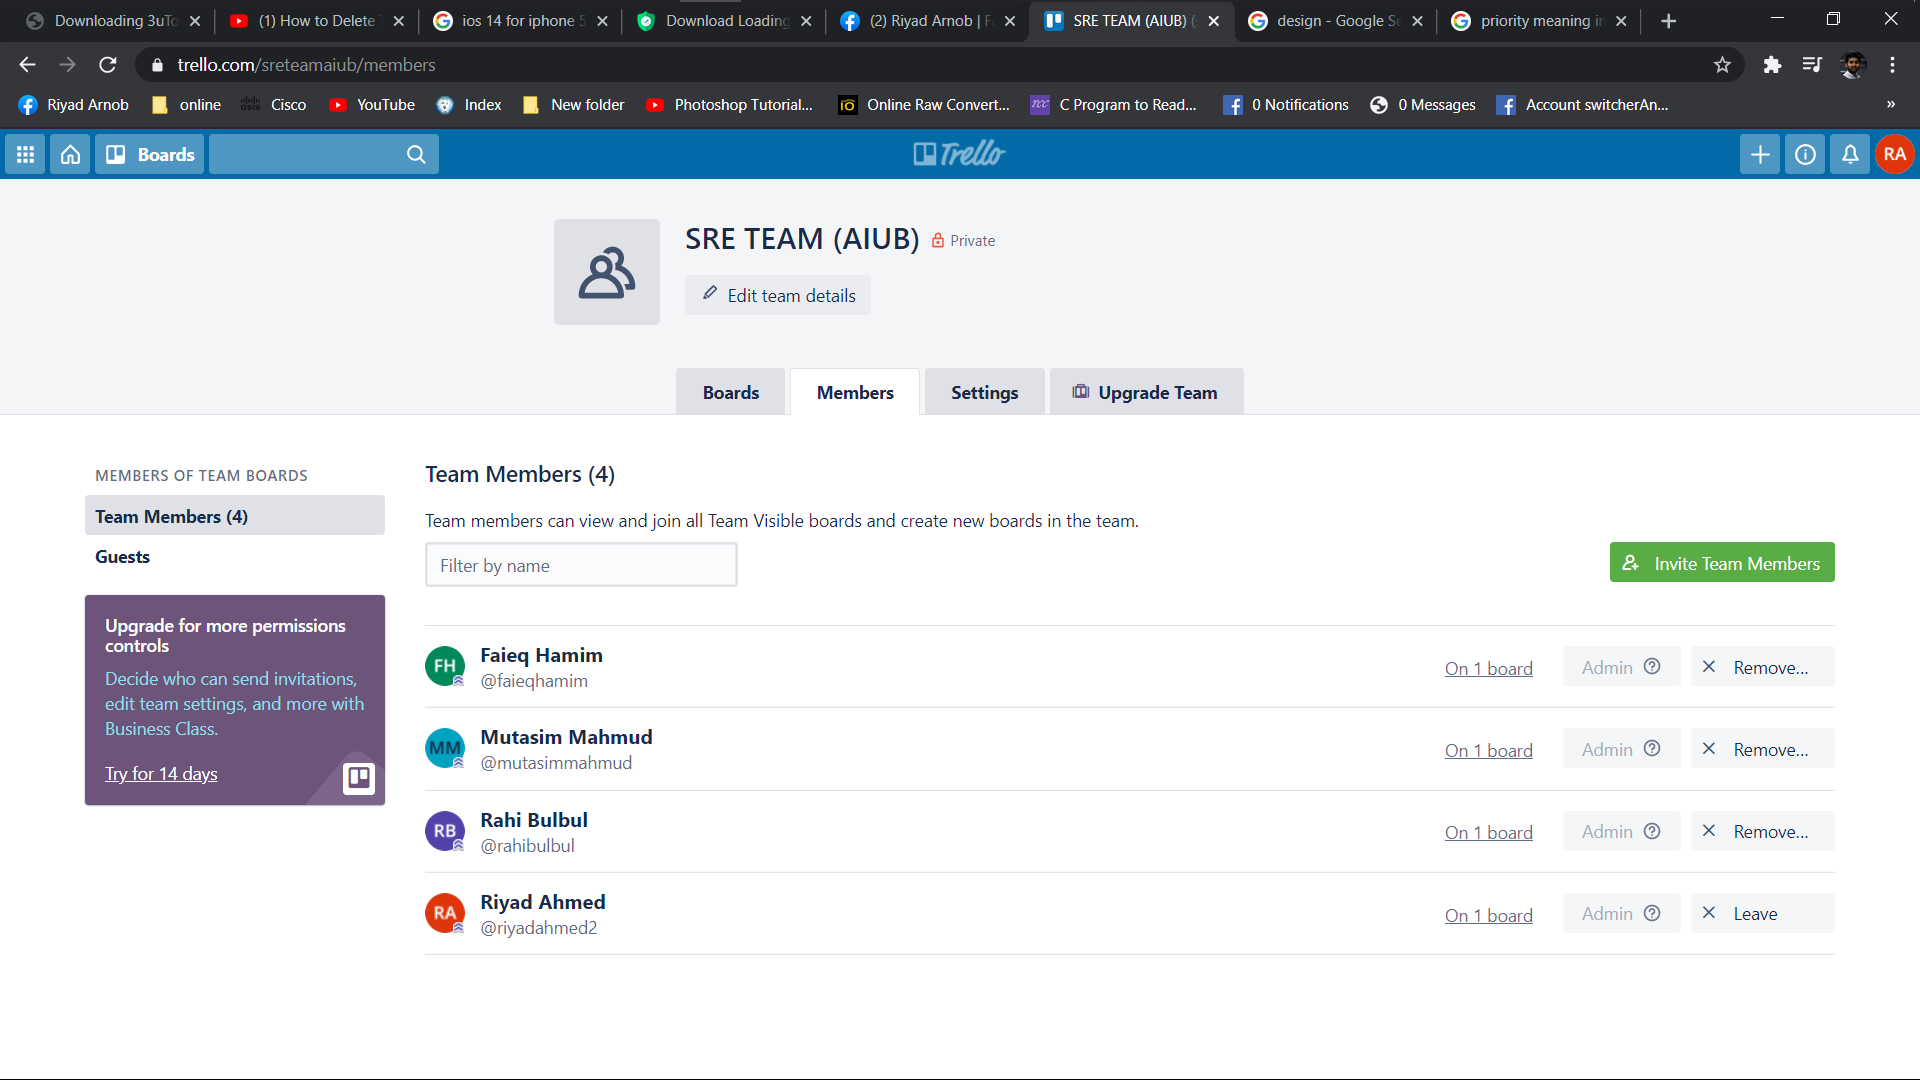 Downloading 3uTo
(1) How to Delete
ios 14 for iphone 5
Download Loading
(2) Riyad Arnob | F
SRE TEAM (AIUB) (
design - Google Se
priority meaning in
trello.com/sreteamaiub/members
Riyad Arnob
online
Cisco
YouTube
Index
New folder
Photoshop Tutorial...
Online Raw Convert...
C Program to Read...
0 Notifications
0 Messages
Account switcherAn...
Boards
Trello
RA
SRE TEAM (AIUB)
Private
Edit team details
Boards
Members
Settings
Upgrade Team
MEMBERS OF TEAM BOARDS
Team Members (4)
Guests
Upgrade for more permissions
controls
Decide who can send invitations,
edit team settings, and more with
Business Class.
Try for 14 days
Team Members (4)
Team members can view and join all Team Visible boards and create new boards in the team.
Filter by name
Invite Team Members
FH
Faieq Hamim
@faieqhamim
On 1 board
Admin
Remove...
MM
Mutasim Mahmud
@mutasimmahmud
On 1 board
Admin
Remove...
RB
Rahi Bulbul
@rahibulbul
On 1 board
Admin
Remove...
RA
Riyad Ahmed
@riyadahmed2
On 1 board
Admin
Leave